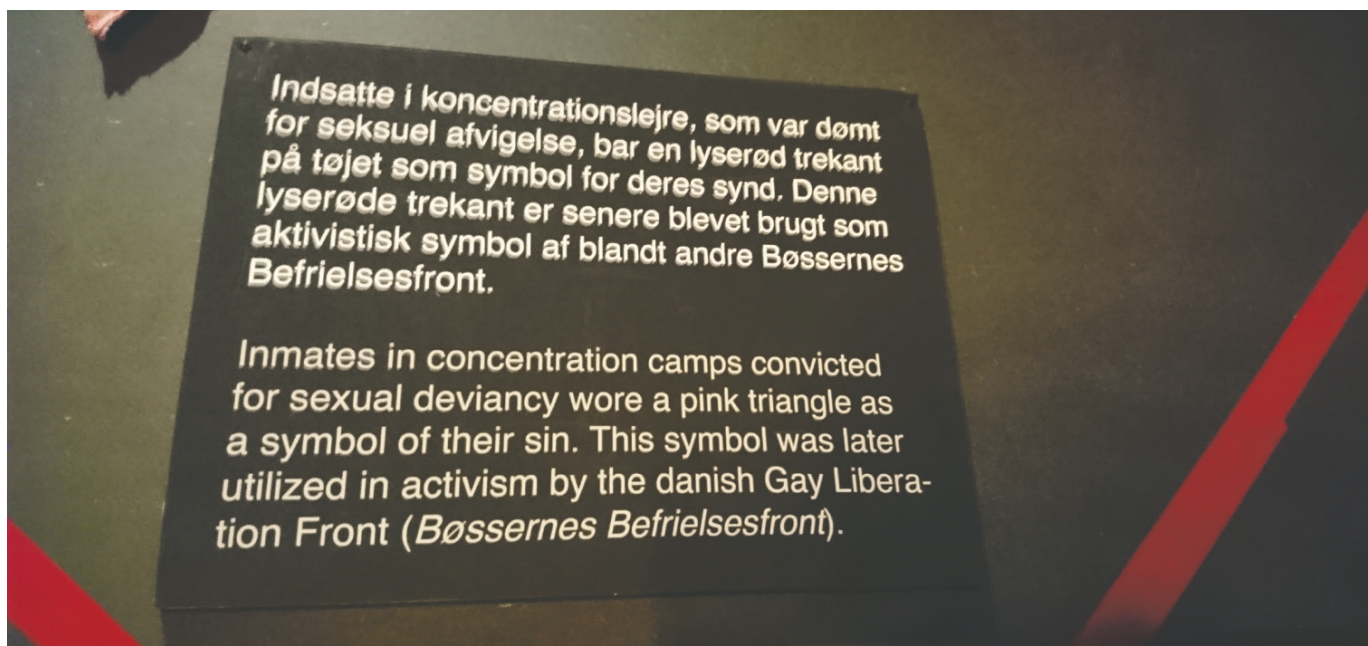 Indsatte i koncentrationslejre, som var dømt
for seksuel afvigelse, bar en lyserød trekant
på tøjet som symbol for deres synd. Denne
lyserøde trekant er senere blevet brugt som
aktivistisk symbol af blandt andre Bøssernes
Befrielsesfront.
Inmates in concentration camps convicted
for sexual deviancy wore a pink triangle as
a symbol of their sin. This symbol was later
utilized in activism by the danish Gay Libera-
tion Front (Bøssernes Befrielsesfront).